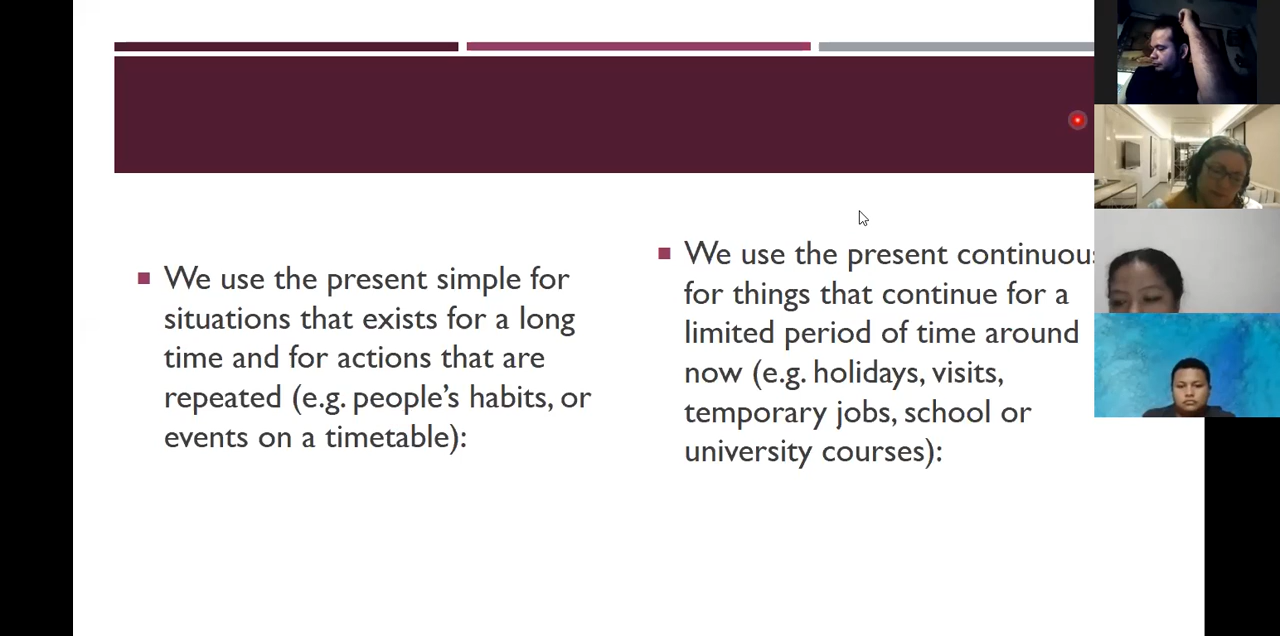 We use the present simple for
situations that exists for a long
time and for actions that are
repeated (e.g. people's habits, or
events on a timetable):
We use the present continuous
for things that continue for a
limited period of time around
now (e.g. holidays, visits,
temporary jobs, school or
university courses):